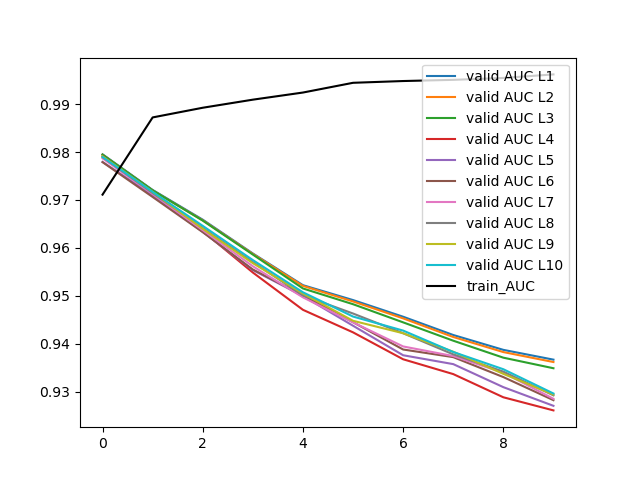 valid AUC L1
valid AUC L2
valid AUC L3
valid AUC L4
valid AUC L5
valid AUC L6
valid AUC L7
valid AUC L8
valid AUC L9
valid AUC L10
train_AUC
0.99
0.98
0.97
0.96
0.95
0.94
0.93
0 2 4 6 8